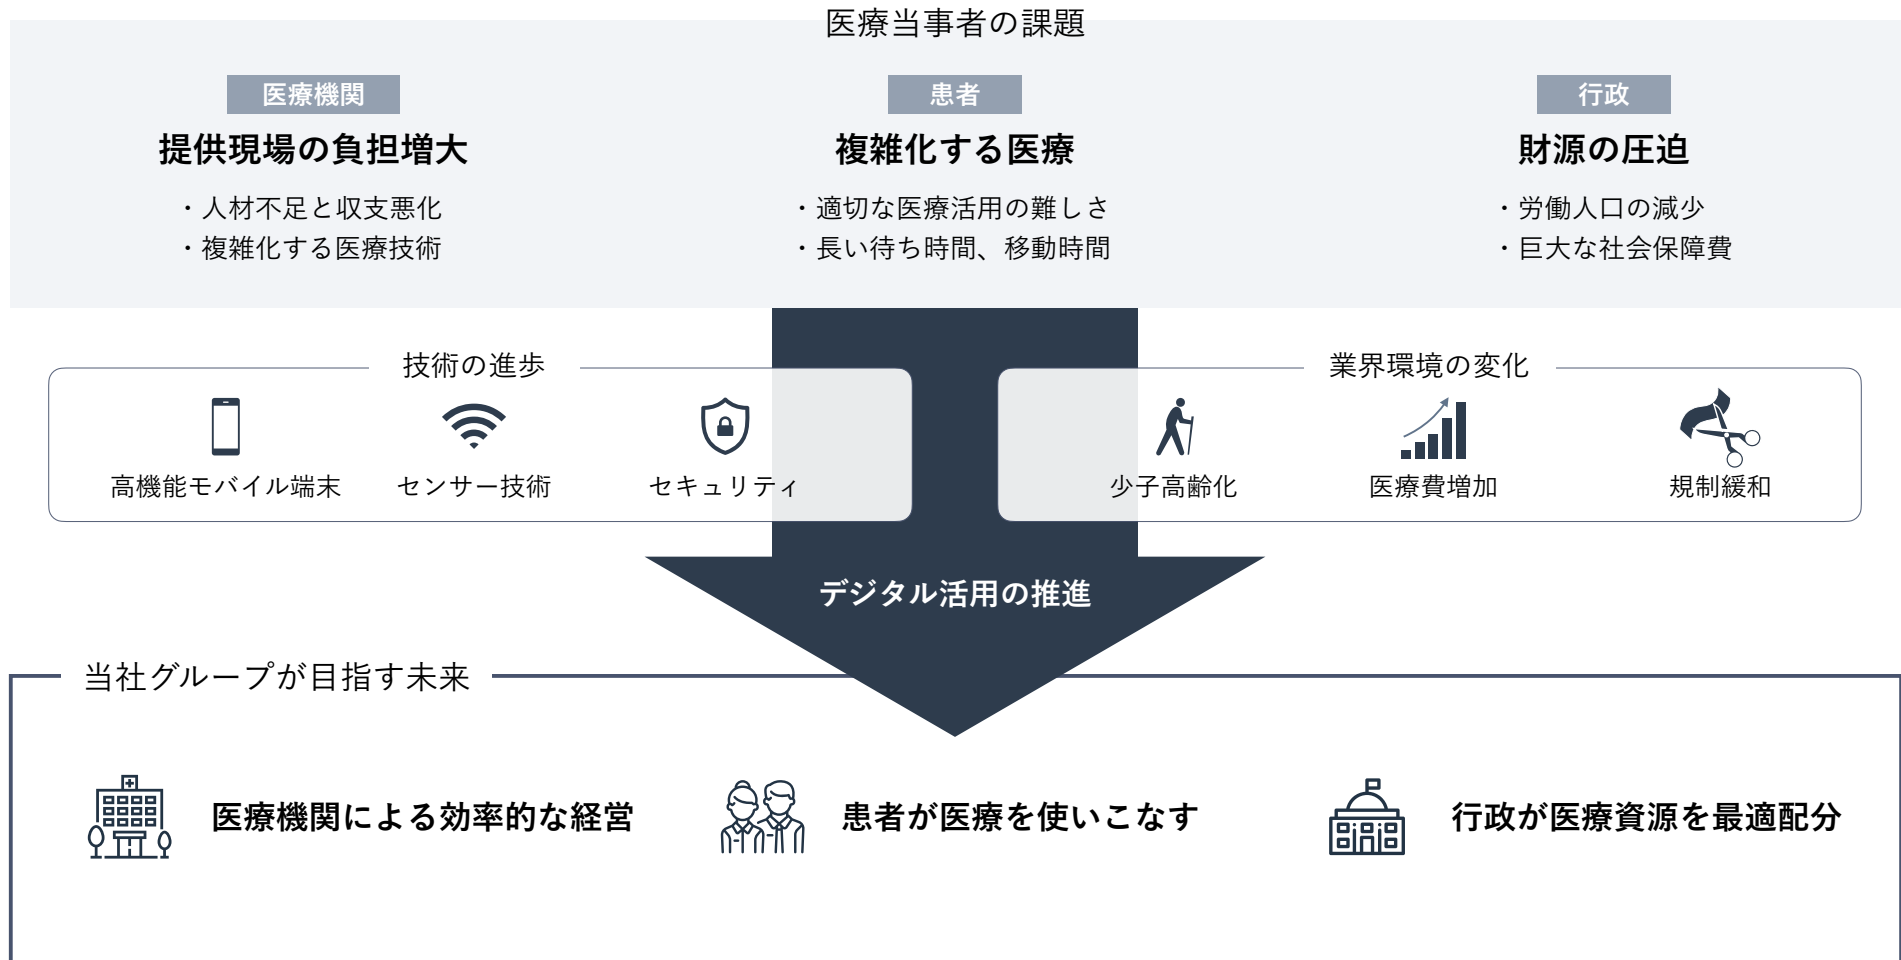 医療当事者の課題
医療機関
提供現場の負担増大
・人材不足と収支悪化
・複雑化する医療技術
患者
複雑化する医療
・適切な医療活用の難しさ
・長い待ち時間、移動時間
行政
財源の圧迫
・労働人口の減少
・巨大な社会保障費
技術の進歩
高機能モバイル端末
センサー技術
セキュリティ
業界環境の変化
少子高齢化
医療費増加
規制緩和
デジタル活用の推進
当社グループが目指す未来
医療機関による効率的な経営
患者が医療を使いこなす
行政が医療資源を最適配分